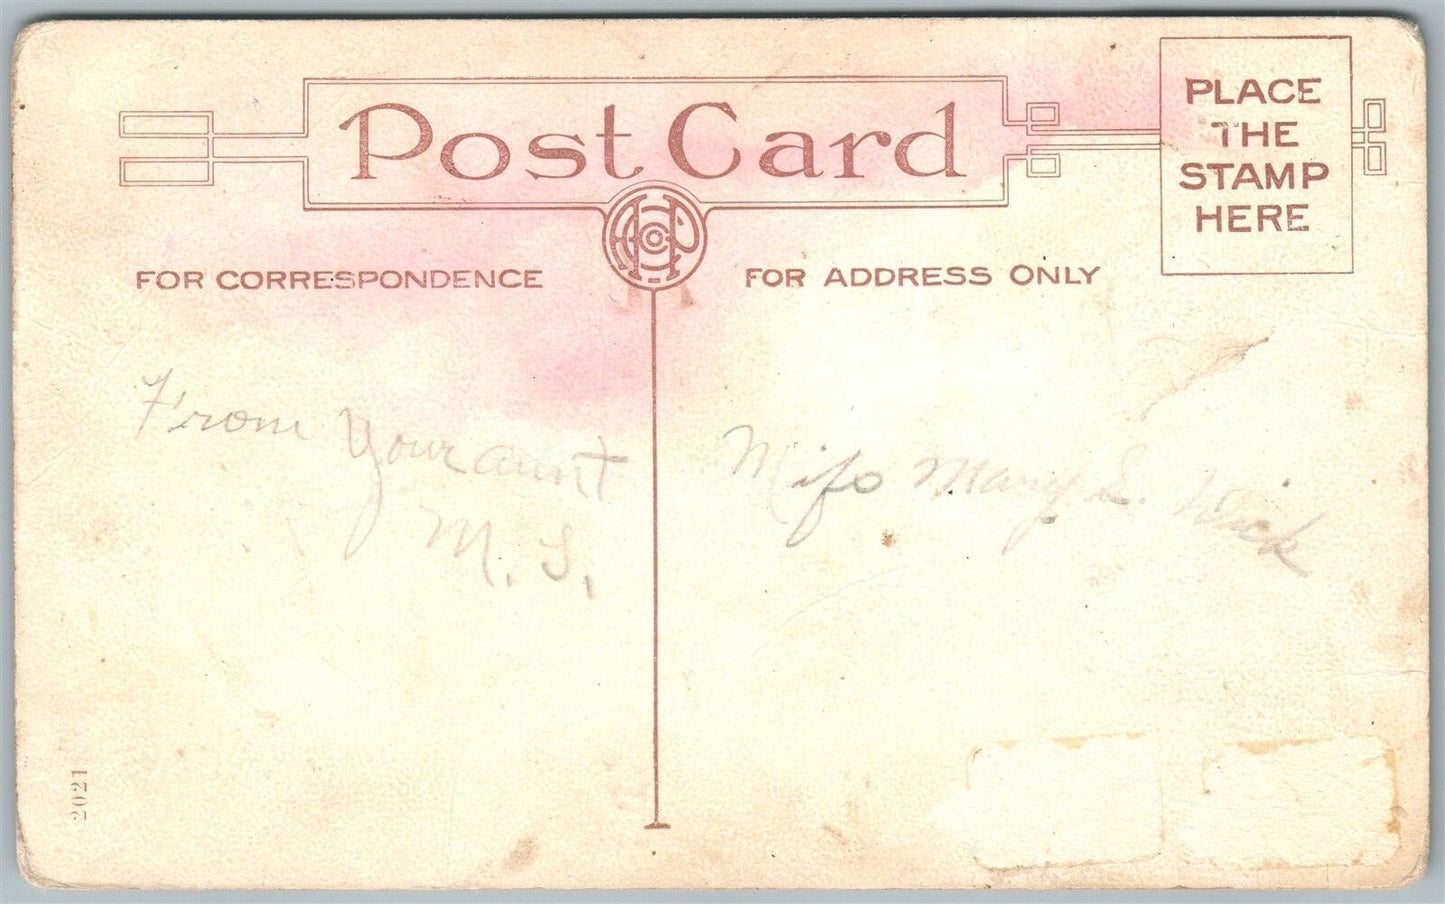 Post Card
PLACE
THE
STAMP
HERE
FOR CORRESPONDENCE
FOR ADDRESS ONLY
From Your aunt
M. S.
Miss Mary L.
2021